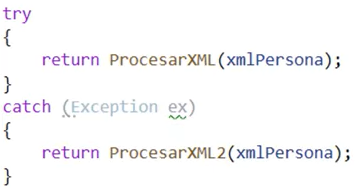 try
{
    return ProcesarXML(xmlPersona);
}
catch (Exception ex)
{
    return ProcesarXML2(xmlPersona);
}